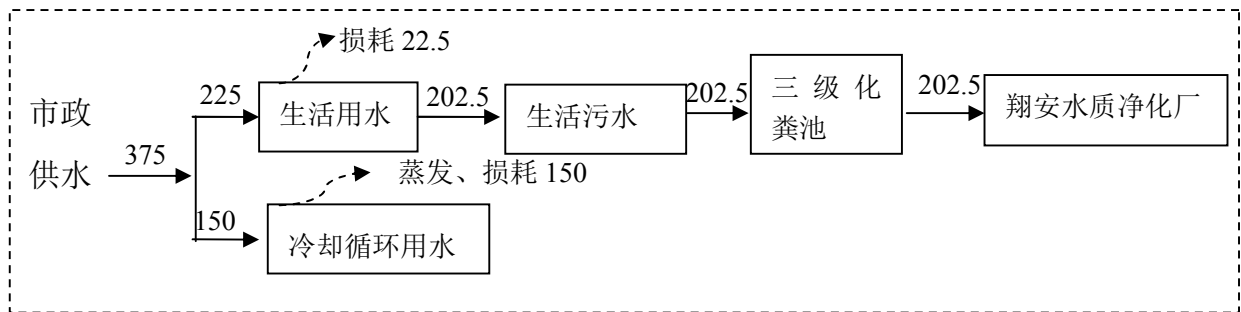 损耗 22.5
225
生活用水
202.5
生活污水
202.5
三级化
粪池
202.5
翔安水质净化厂
市政
供水
375
蒸发、损耗 150
150
冷却循环用水